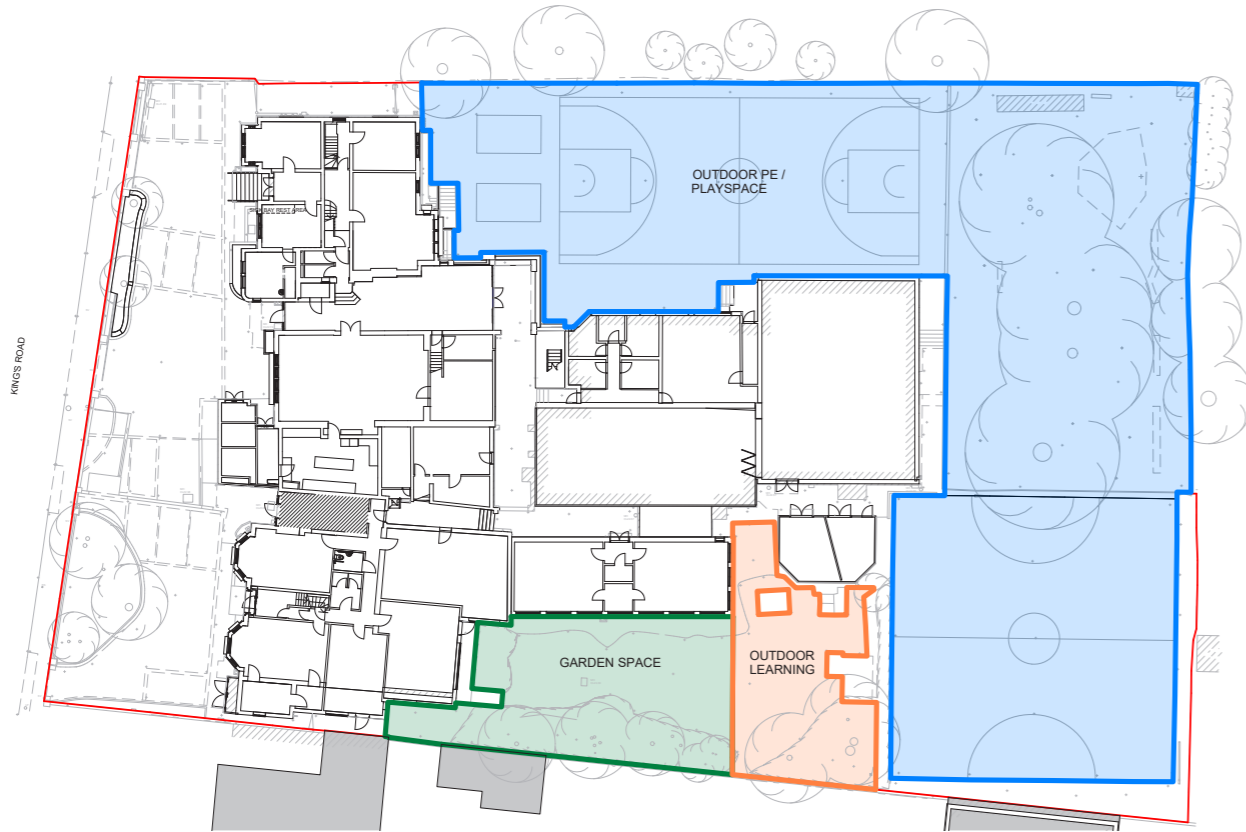 OUTDOOR PE /
PLAYSPACE
KING'S ROAD
GARDEN SPACE
OUTDOOR
LEARNING